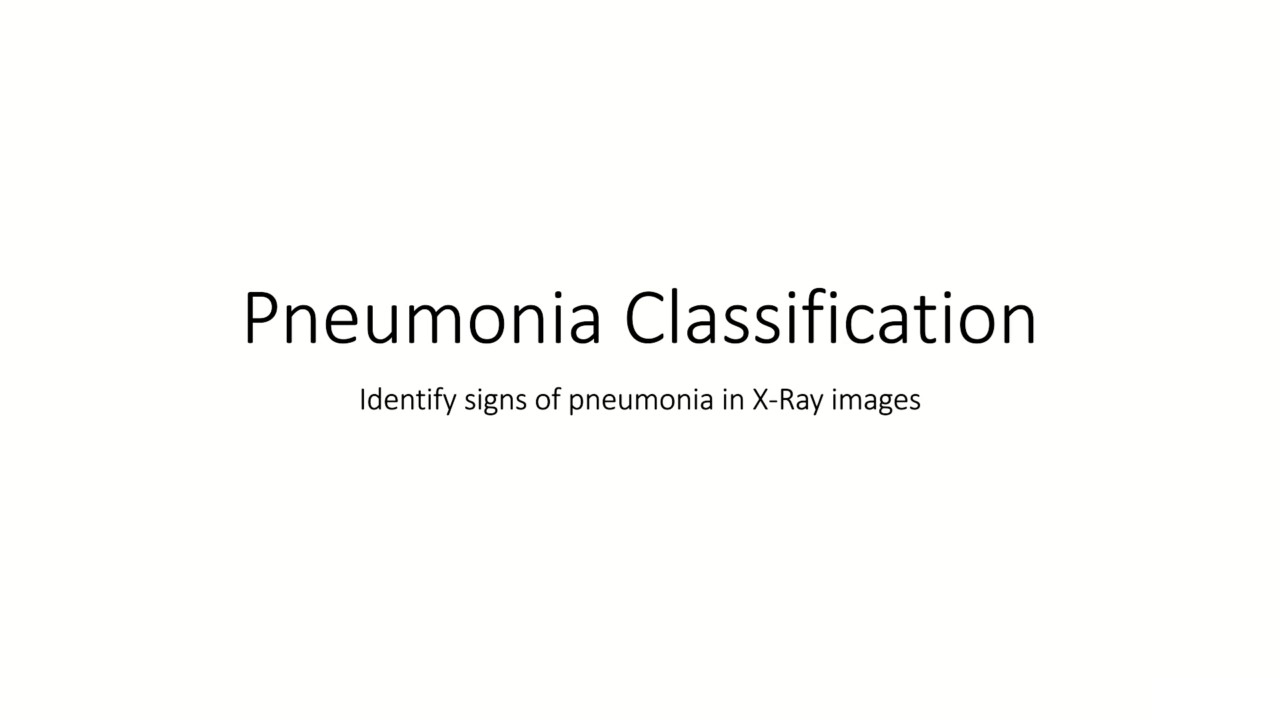 Pneumonia Classification
Identify signs of pneumonia in X-Ray images